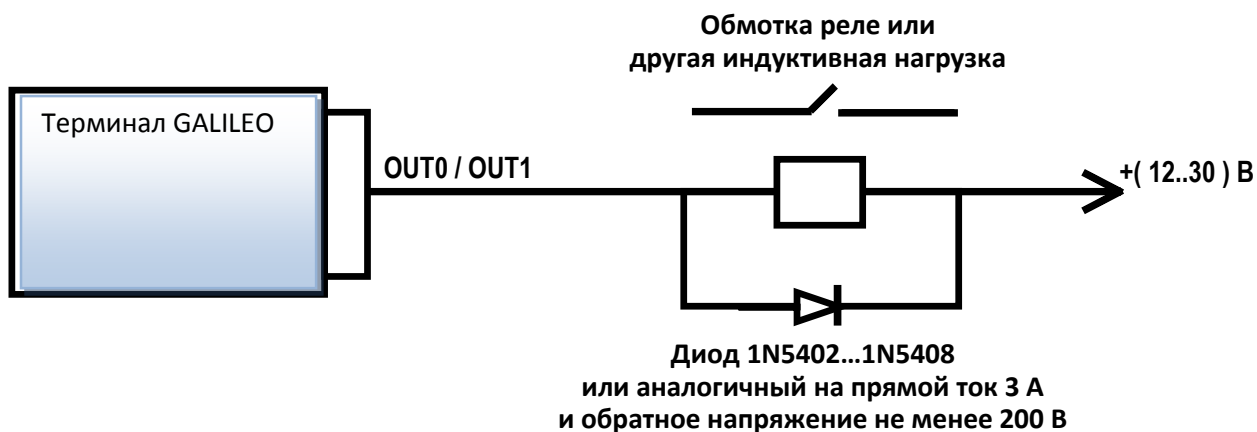 Обмотка реле или
другая индуктивная нагрузка
Терминал GALILEO
OUT0 / OUT1
+( 12..30 ) В
Диод 1N5402...1N5408
или аналогичный на прямой ток 3 А
и обратное напряжение не менее 200 В